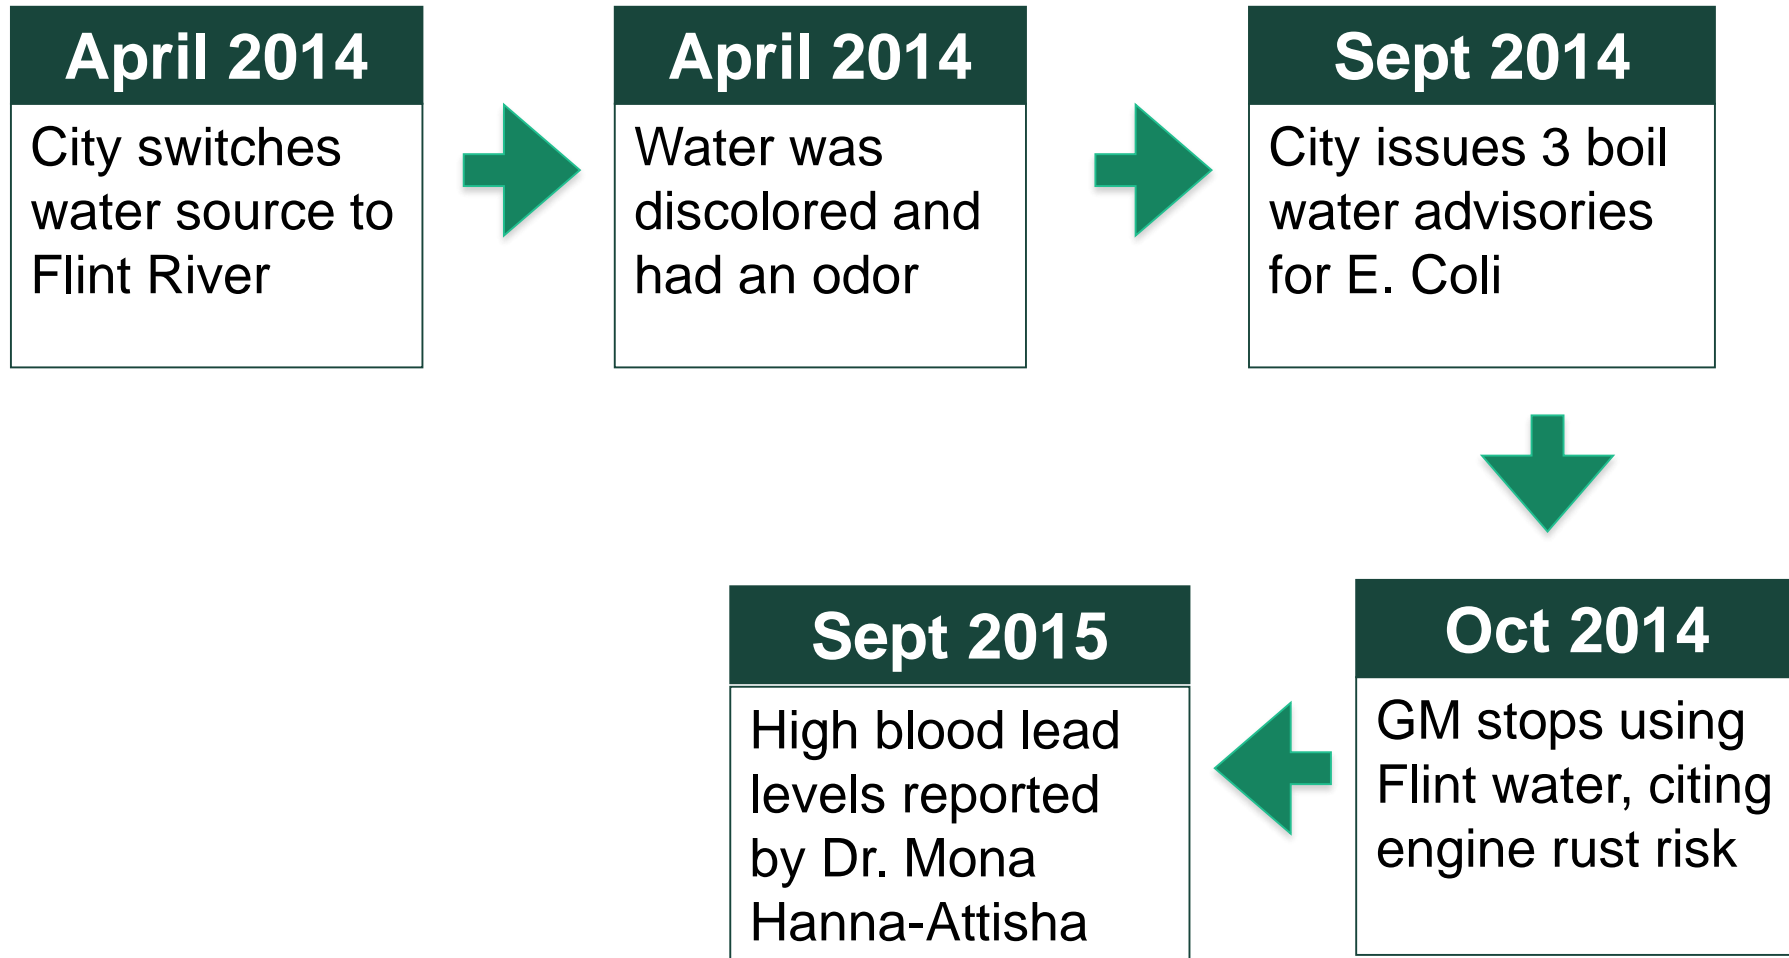 April 2014
City switches
water source to
Flint River
April 2014
Water was
discolored and
had an odor
Sept 2014
City issues 3 boil
water advisories
for E. Coli
Oct 2014
GM stops using
Flint water, citing
engine rust risk
Sept 2015
High blood lead
levels reported
by Dr. Mona
Hanna-Attisha